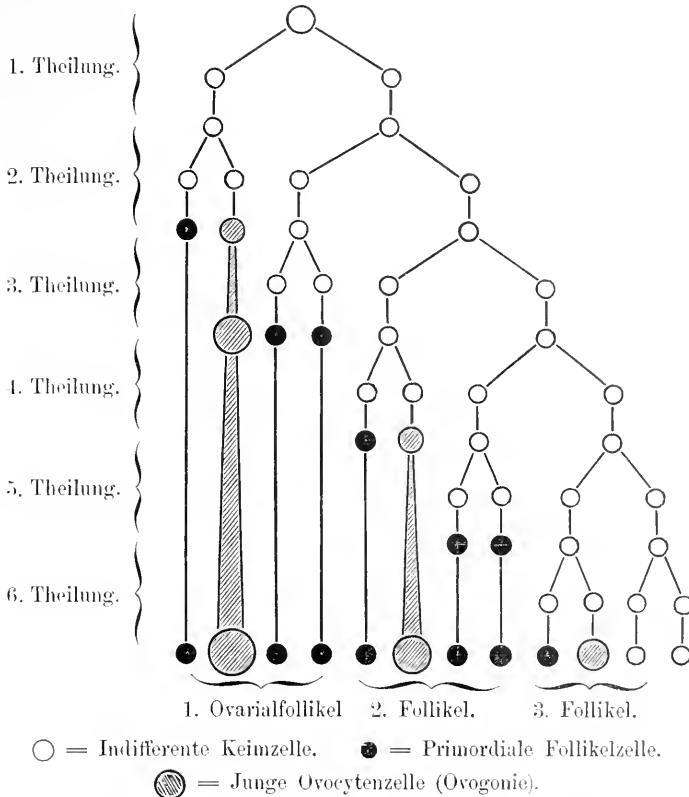 1. Theilung.
2. Theilung.
3. Theilung.
4. Theilung.
5. Theilung.
6. Theilung.
1. Ovarialfollikel 2. Follikel. 3. Follikel.
= Indifferente Keimzelle. = Primordiale Follikelzelle.
= Junge Ovocytenzelle (Ovogonie).